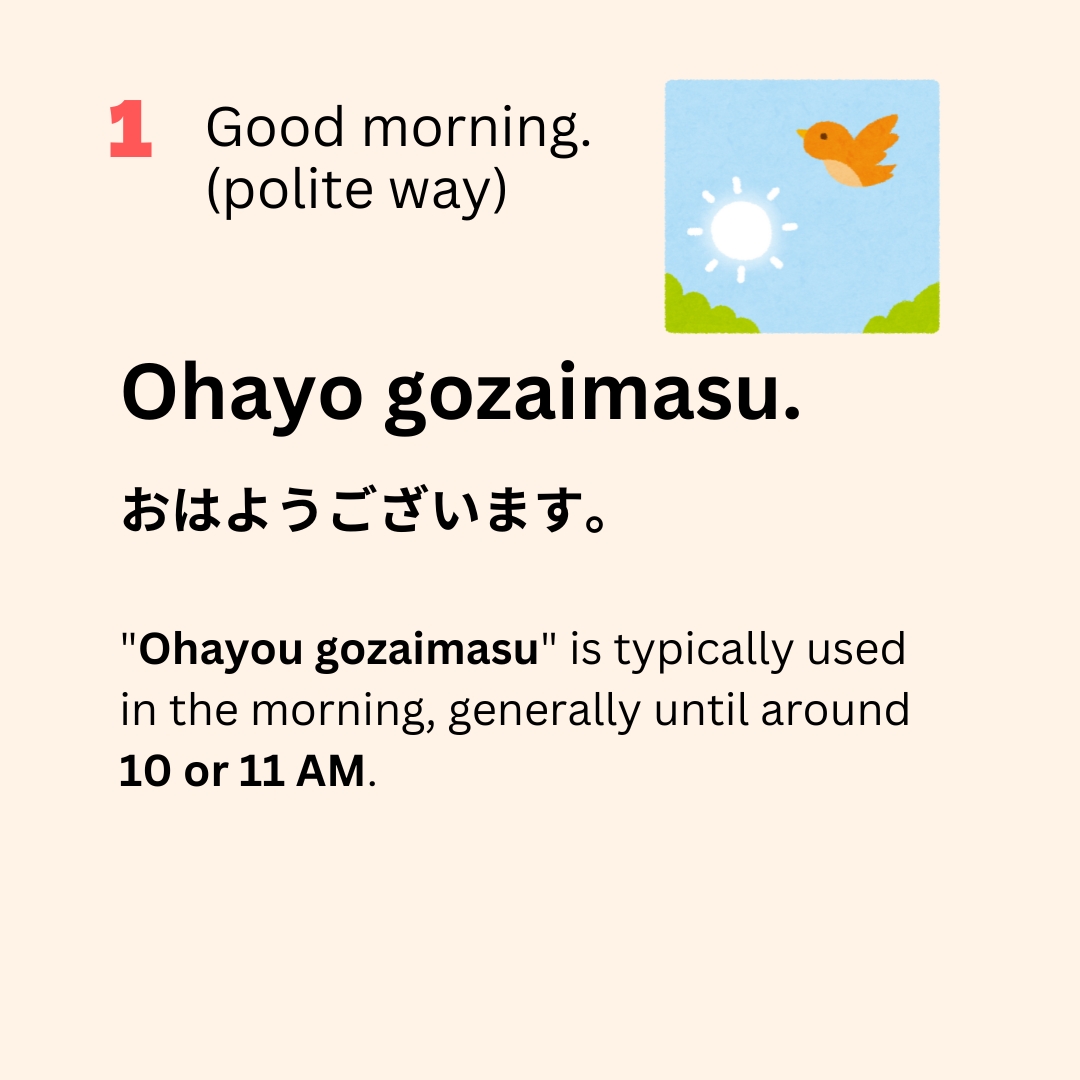 1
Good morning.
(polite way)
Ohayo gozaimasu.
おはようございます。
"Ohayou gozaimasu" is typically used
in the morning, generally until around
10 or 11 AM.